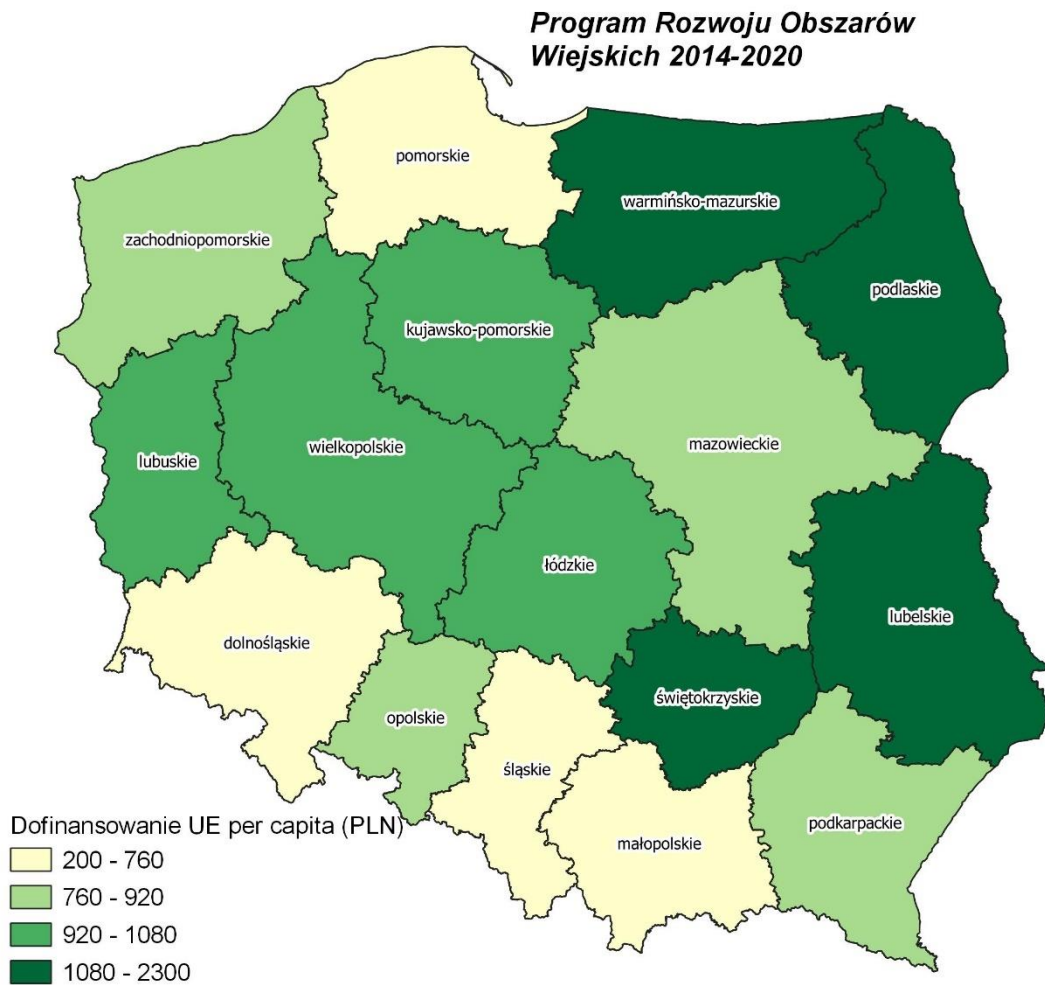 Program Rozwoju Obszarów
Wiejskich 2014-2020
pomorskie
warmińsko-mazurskie
zachodniopomorskie
podlaskie
kujawsko-pomorskie
mazowieckie
wielkopolskie
lubuskie
łódzkie
lubelskie
dolnośląskie
świętokrzyskie
opolskie
śląskie
podkarpackie
małopolskie
Dofinansowanie UE per capita (PLN)
200 - 760
760 - 920
920 - 1080
1080 - 2300